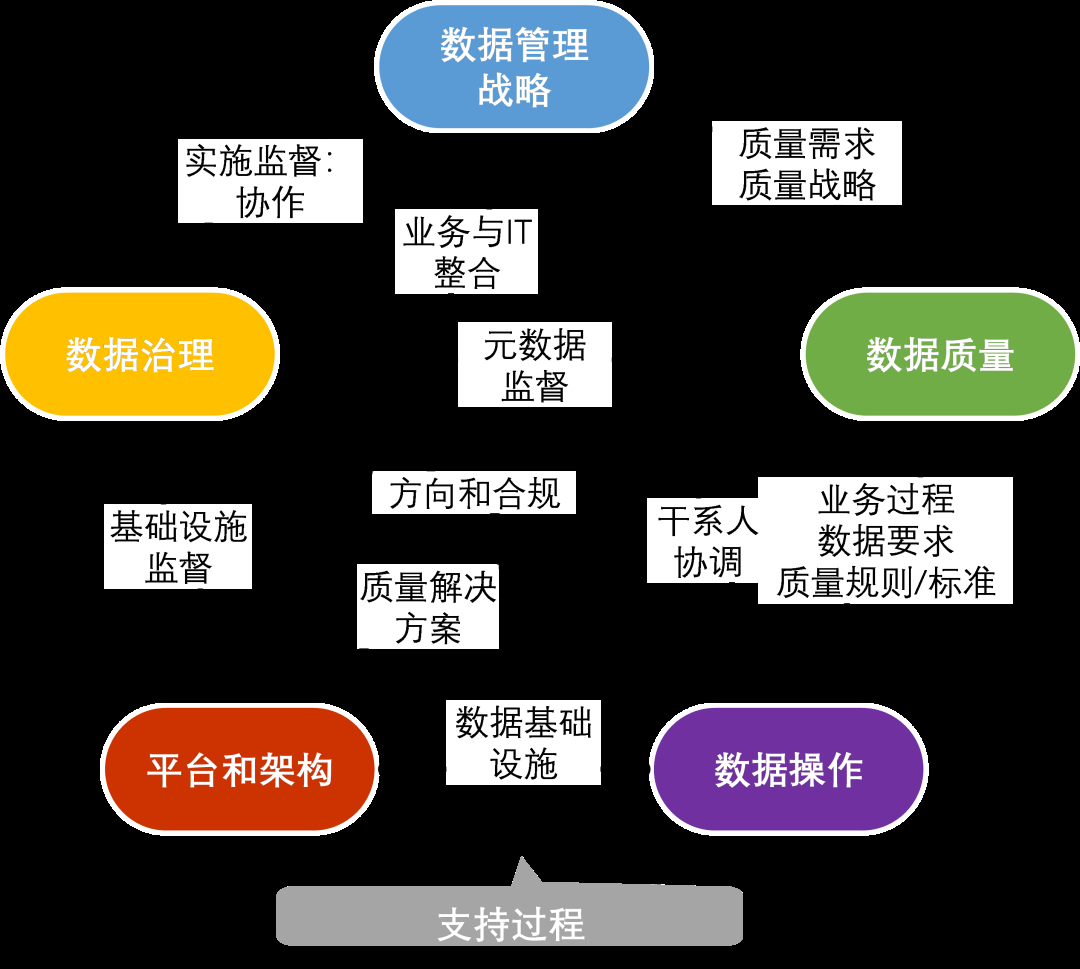 数据管理
战略
实施监督:
协作
质量需求
质量战略
业务与IT
整合
数据治理
元数据
监督
数据质量
方向和合规
基础设施
监督
干系人
协调
业务过程
数据要求
质量规则/标准
质量解决
方案
平台和架构
数据基础
设施
数据操作
支持过程